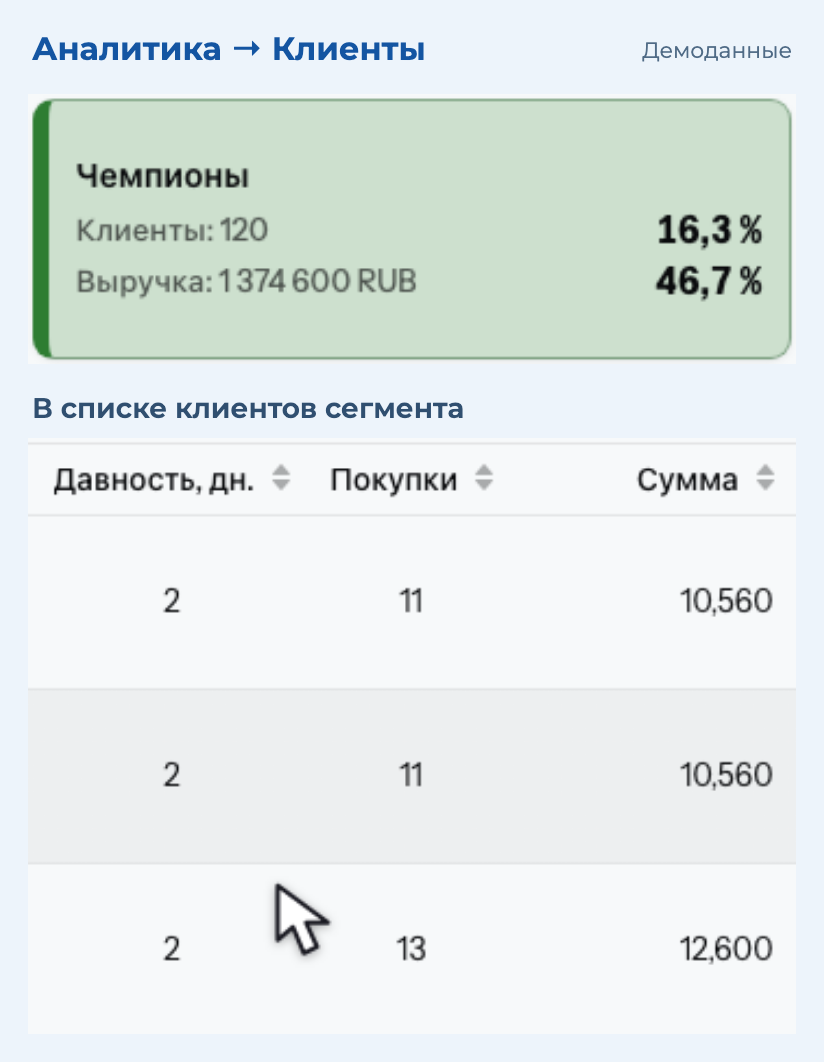 Аналитика → Клиенты
Демоданные
Чемпионы
Клиенты: 120
16,3 %
Выручка: 1 374 600 RUB
46,7 %
В списке клиентов сегмента
Давность, дн. Покупки Сумма
2 11 10,560
2 11 10,560
2 13 12,600